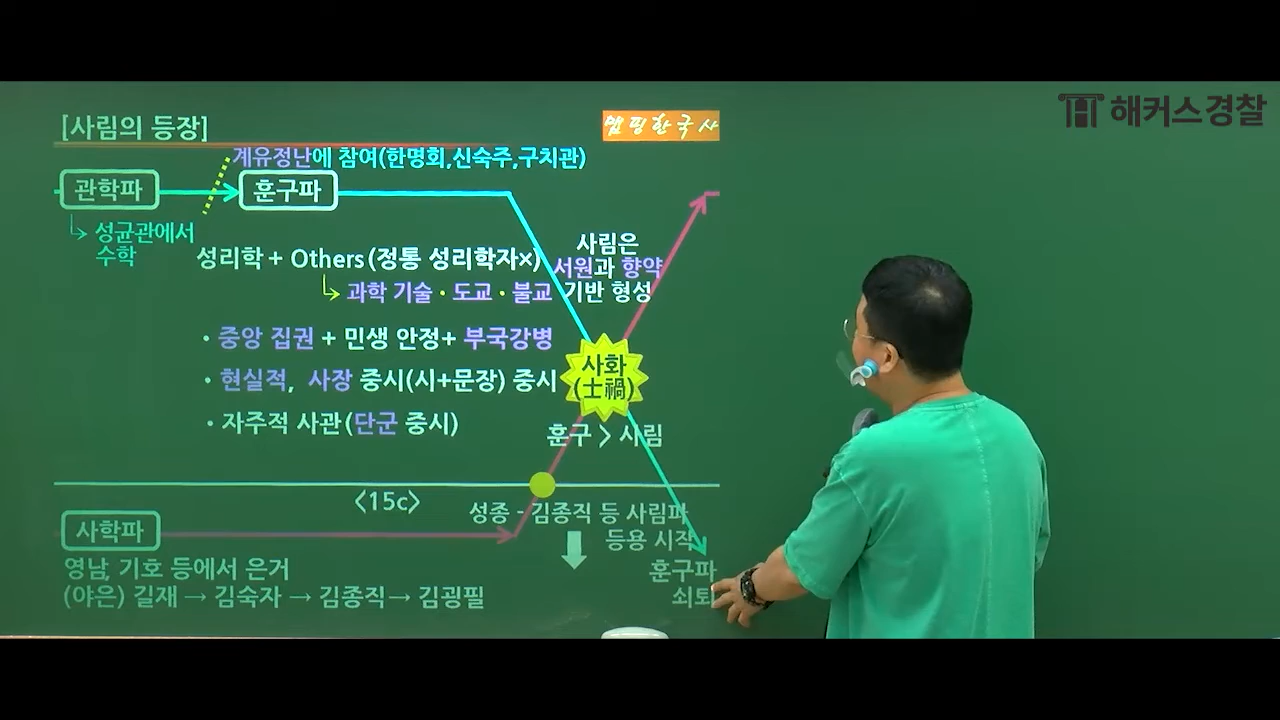 해커스경찰
[사림의 등장]
맵핑한국사
계유정난에 참여(한명회,신숙주,구치관)
관학파
훈구파
↳ 성균관에서
수학
성리학 + Others(정통 성리학자×)
↳ 과학 기술 · 도교 · 불교
사림은
서원과 향약
기반 형성
· 중앙 집권 + 민생 안정+ 부국강병
· 현실적, 사장 중시(시+문장) 중시
· 자주적 사관(단군 중시)
사화
(士禍)
훈구 > 사림
<15c>
성종 - 김종직 등 사림파
등용 시작
사학파
영남, 기호 등에서 은거
(야은) 길재 → 김숙자 → 김종직→ 김굉필
훈구파
쇠퇴